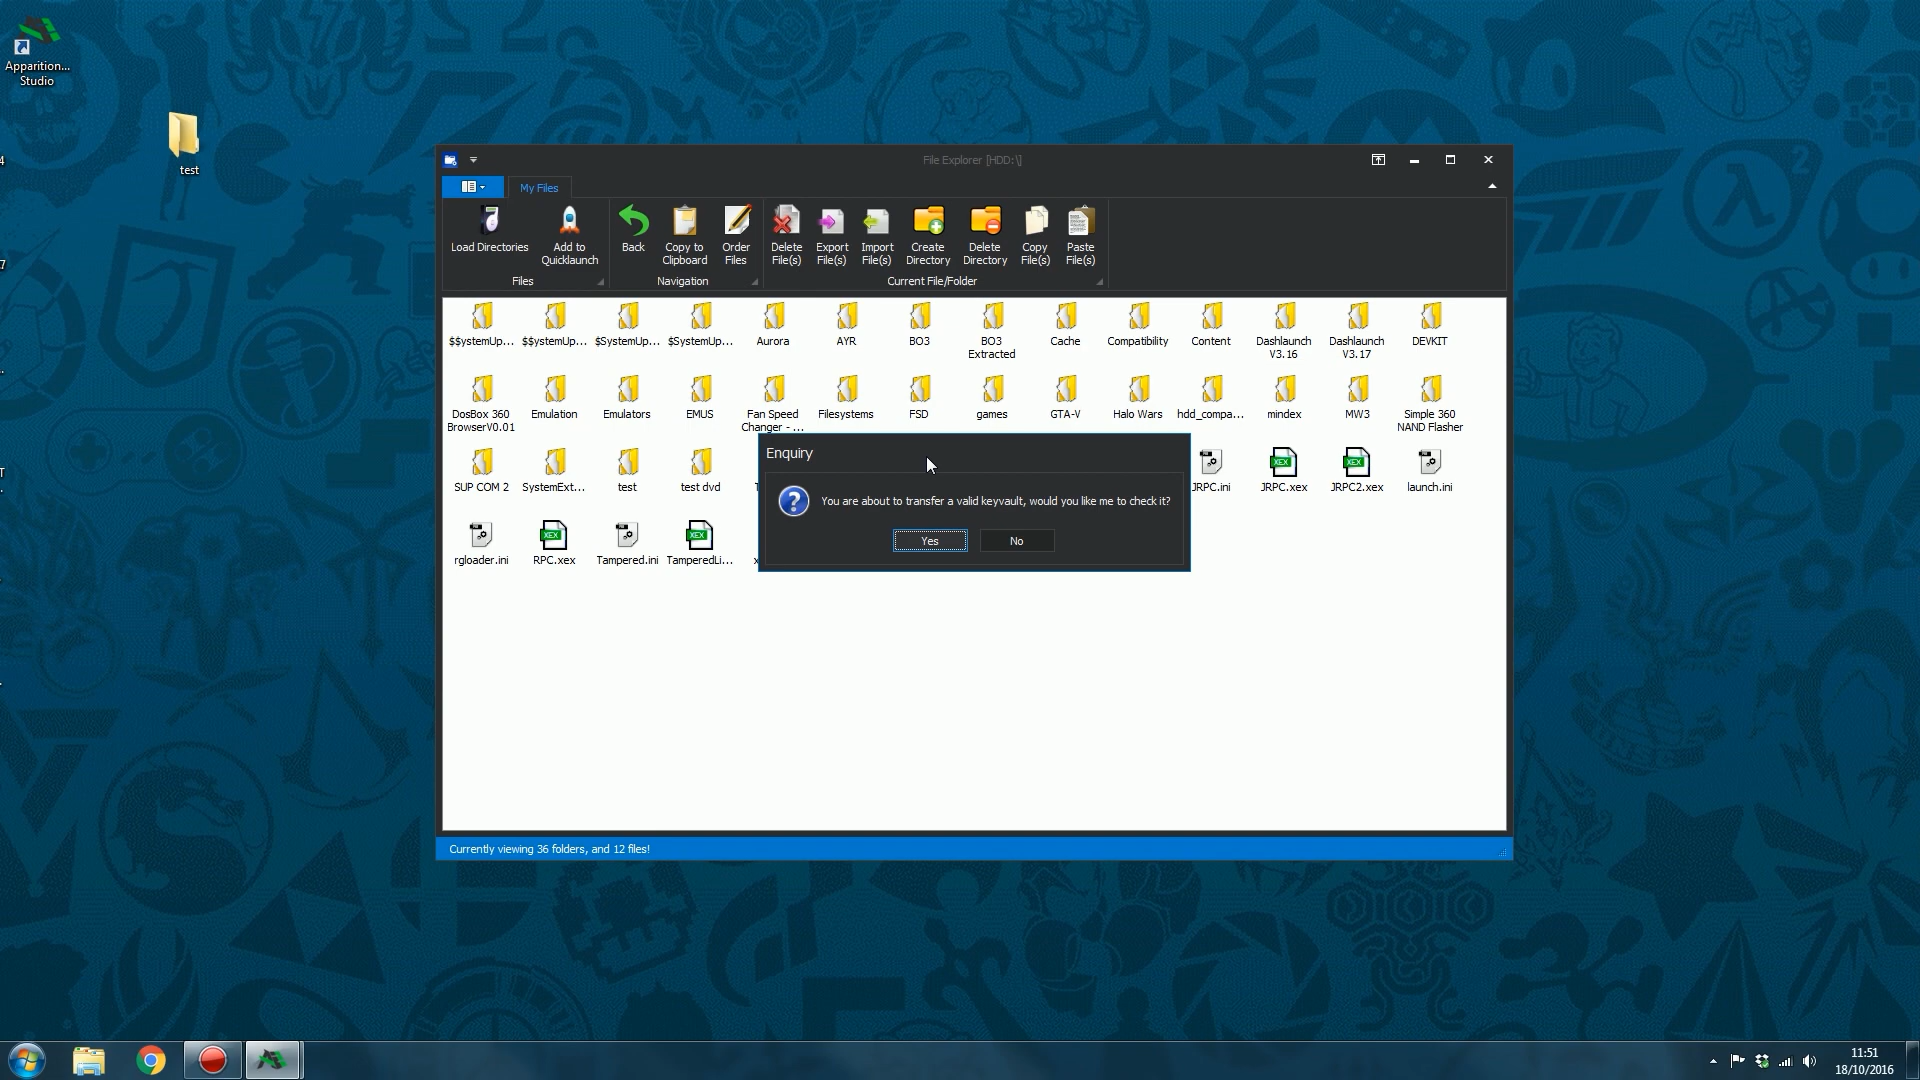 Apparition...
Studio
test
File Explorer [HDD:\]
My Files
Load Directories
Add to
Quicklaunch
Back
Copy to
Clipboard
Order
Files
Delete
File(s)
Export
File(s)
Import
File(s)
Create
Directory
Delete
Directory
Copy
File(s)
Paste
File(s)
Files
Navigation
Current File/Folder
$$ystemUp... $$ystemUp... $SystemUp... $SystemUp... Aurora AYR BO3 BO3 Extracted Cache Compatibility Content Dashlaunch V3.16 Dashlaunch V3.17 DEVKIT
DosBox 360 BrowserV0.01 Emulation Emulators EMUS Fan Speed Changer - ... Filesystems FSD games GTA-V Halo Wars hdd_compa... mindex MW3 Simple 360 NAND Flasher
SUP COM 2 SystemExt... test test dvd JRPC.ini JRPC.xex JRPC2.xex launch.ini
rgloader.ini RPC.xex Tampered.ini TamperedLi...
Enquiry
You are about to transfer a valid keyvault, would you like me to check it?
Yes No
Currently viewing 36 folders, and 12 files!
11:51
18/10/2016